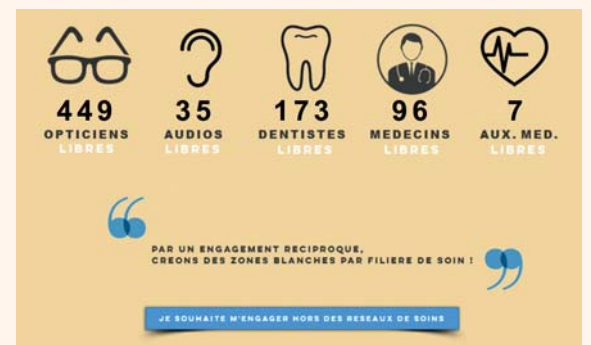 449 35 173 96 7
OPTICIENS AUDIOS DENTISTES MEDECINS AUX. MED.
LIBRES LIBRES LIBRES LIBRES LIBRES
“
PAR UN ENGAGEMENT RECIPROQUE,
CREONS DES ZONES BLANCHES PAR FILIERE DE SOIN !
”
JE SOUHAITE M'ENGAGER HORS DES RESEAUX DE SOINS